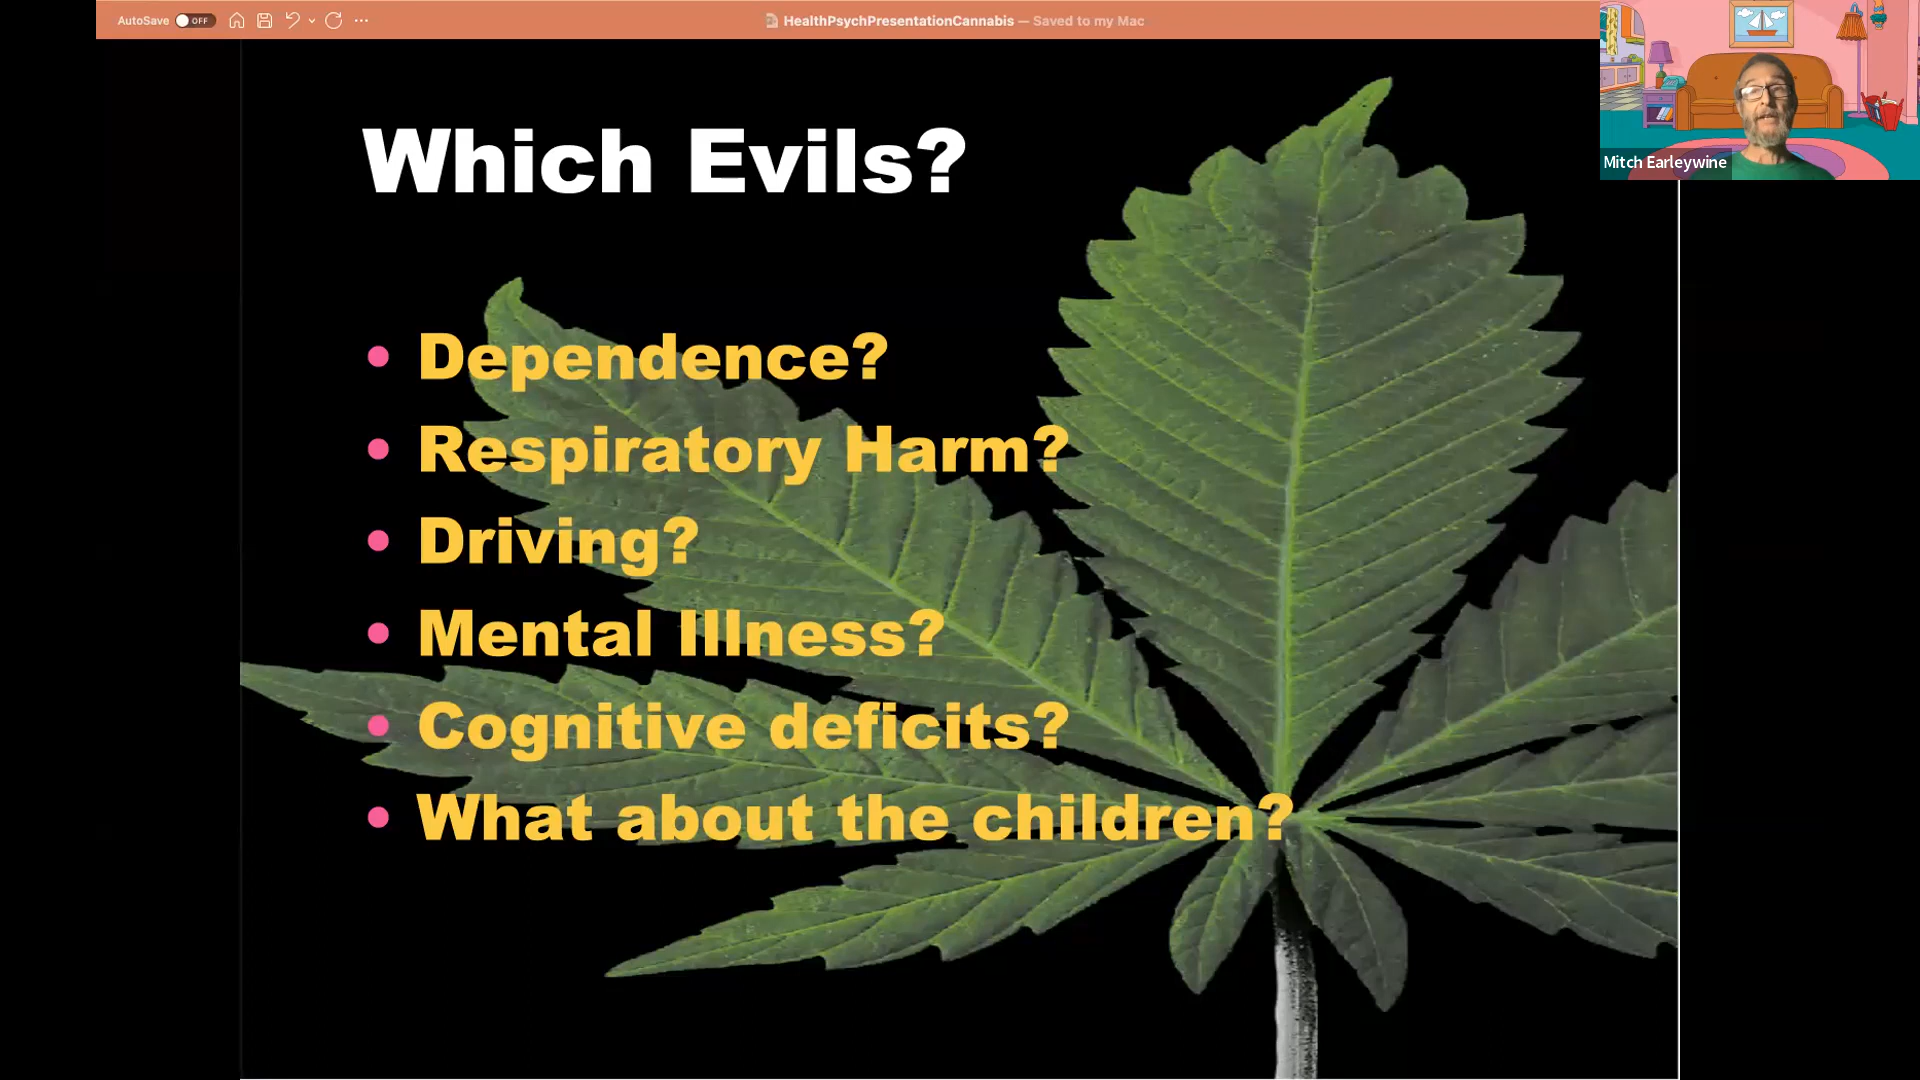 AutoSave OFF
HealthPsychPresentationCannabis — Saved to my Mac
Mitch Earleywine
Which Evils?
• Dependence?
• Respiratory Harm?
• Driving?
• Mental Illness?
• Cognitive deficits?
• What about the children?